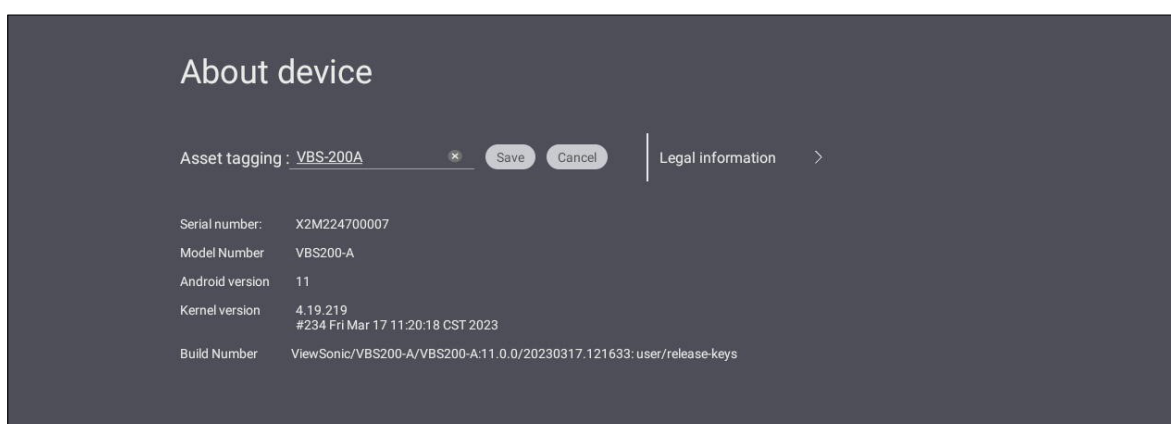 About device
Asset tagging : VBS-200A Save Cancel Legal information
Serial number: X2M224700007
Model Number VBS200-A
Android version 11
Kernel version 4.19.219
#234 Fri Mar 17 11:20:18 CST 2023
Build Number ViewSonic/VBS200-A/VBS200-A:11.0.0/20230317.121633: user/release-keys